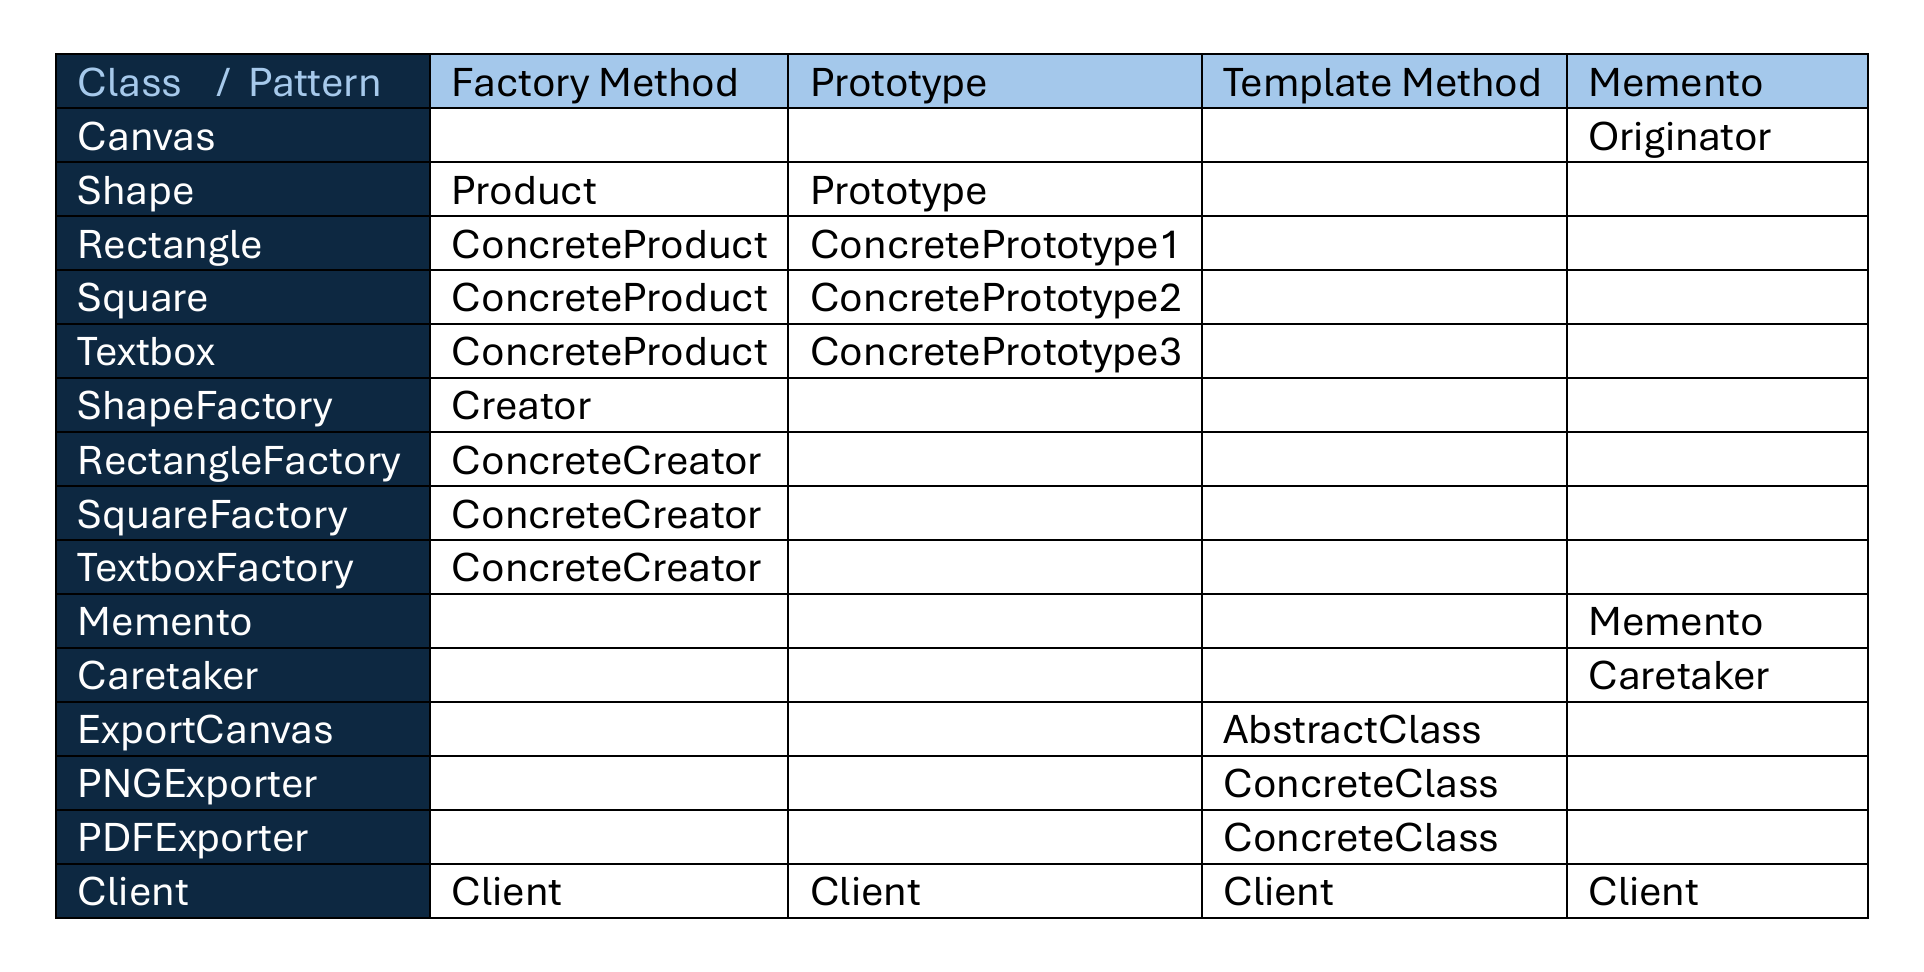 Class / Pattern Factory Method Prototype Template Method Memento
Canvas Originator
Shape Product Prototype
Rectangle ConcreteProduct ConcretePrototype1
Square ConcreteProduct ConcretePrototype2
Textbox ConcreteProduct ConcretePrototype3
ShapeFactory Creator
RectangleFactory ConcreteCreator
SquareFactory ConcreteCreator
TextboxFactory ConcreteCreator
Memento Memento
Caretaker Caretaker
ExportCanvas AbstractClass
PNGExporter ConcreteClass
PDFExporter ConcreteClass
Client Client Client Client Client